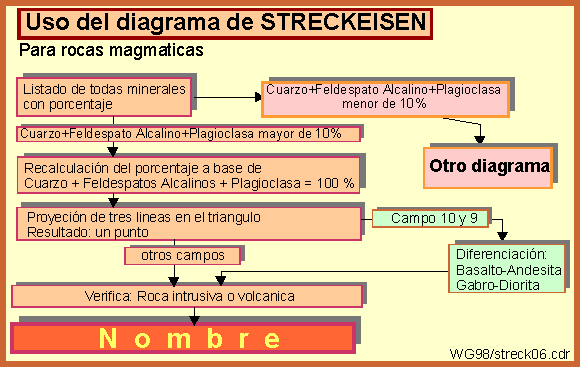 Uso del diagrama de STRECKEISEN
Para rocas magmaticas
Listado de todas minerales
con porcentaje
Cuarzo+Feldespato Alcalino+Plagioclasa
menor de 10%
Cuarzo+Feldespato Alcalino+Plagioclasa mayor de 10%
Otro diagrama
Recalculación del porcentaje a base de
Cuarzo + Feldespatos Alcalinos + Plagioclasa = 100 %
Proyeción de tres lineas en el triangulo
Resultado: un punto
Campo 10 y 9
otros campos
Diferenciación:
Basalto-Andesita
Gabro-Diorita
Verifica: Roca intrusiva o volcanica
Nombre
WG98/streck06.cdr